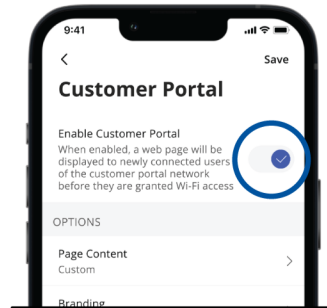 9:41
Save
Customer Portal
Enable Customer Portal
When enabled, a web page will be
displayed to newly connected users
of the customer portal network
before they are granted Wi-Fi access
OPTIONS
Page Content
Custom
Branding